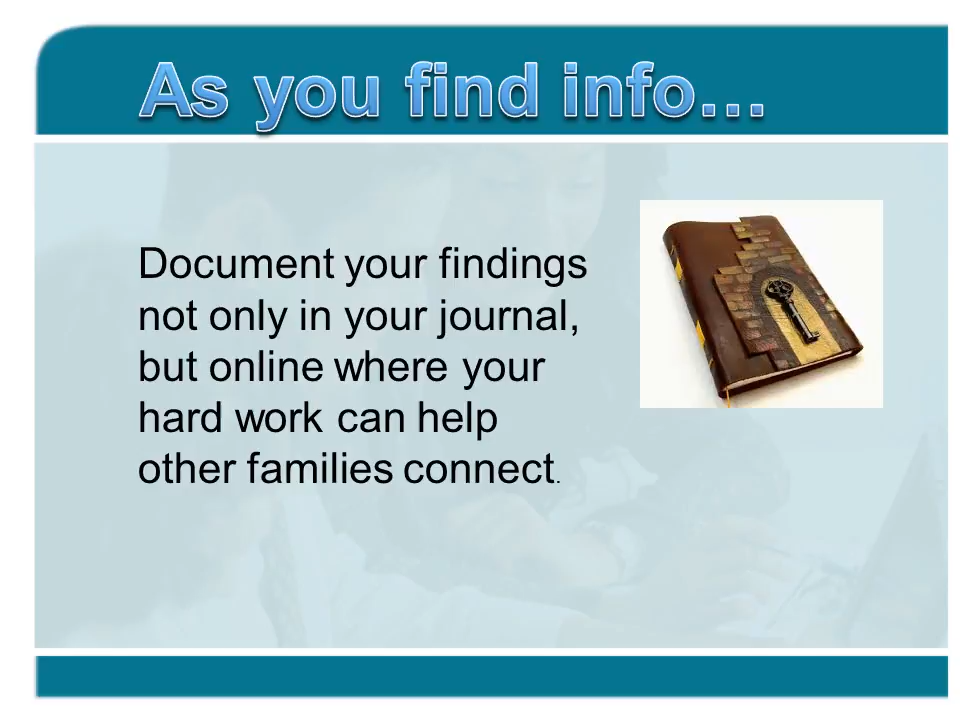 As you find info…
Document your findings
not only in your journal,
but online where your
hard work can help
other families connect.